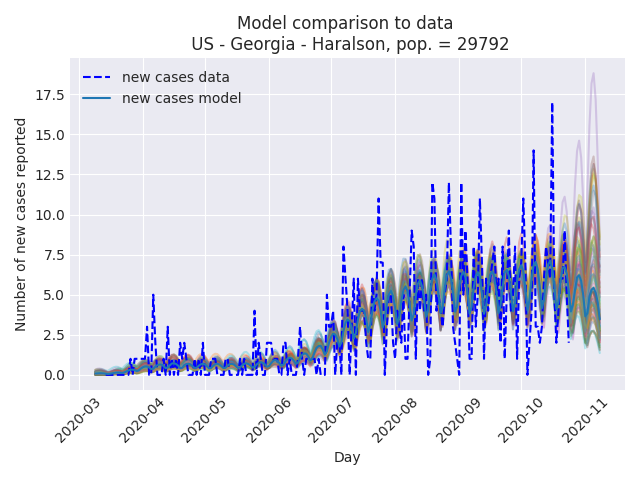 Model comparison to data
US - Georgia - Haralson, pop. = 29792
new cases data
new cases model
Number of new cases reported
17.5
15.0
12.5
10.0
7.5
5.0
2.5
0.0
2020-03
2020-04
2020-05
2020-06
2020-07
2020-08
2020-09
2020-10
2020-11
Day